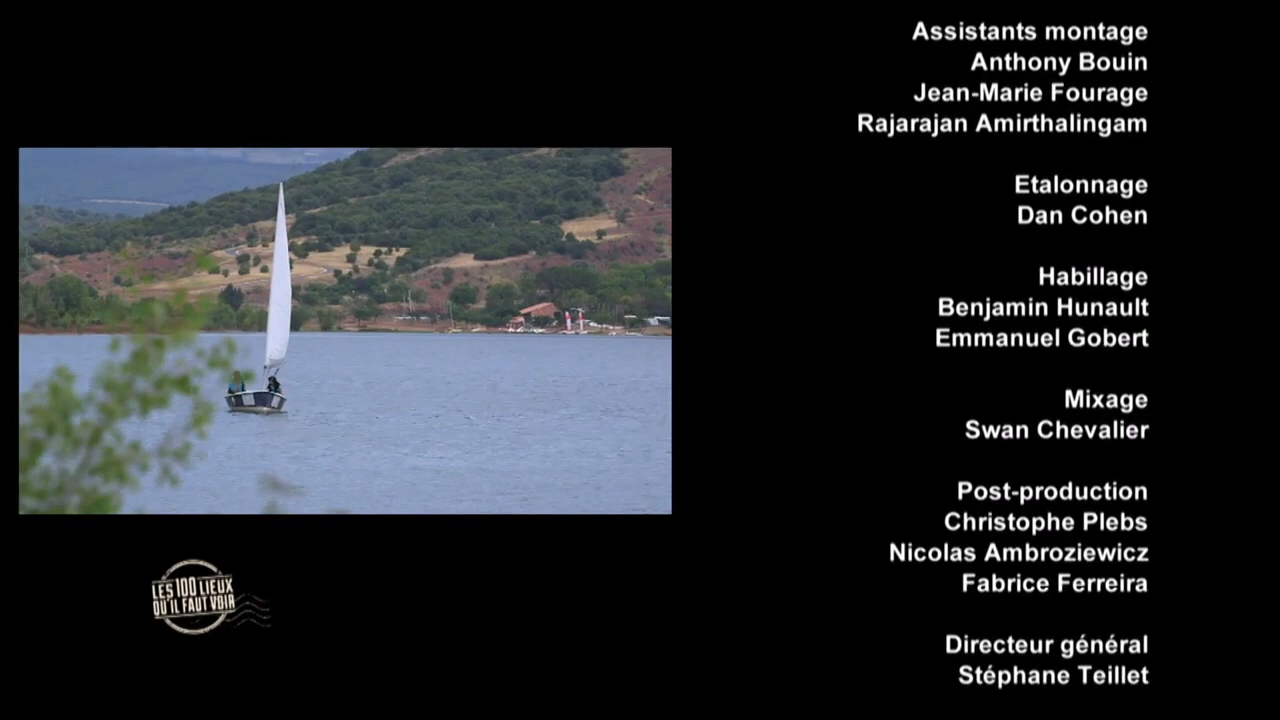 Assistants montage
Anthony Bouin
Jean-Marie Fourage
Rajarajan Amirthalingam
Etalonnage
Dan Cohen
Habillage
Benjamin Hunault
Emmanuel Gobert
Mixage
Swan Chevalier
Post-production
Christophe Plebs
Nicolas Ambroziewicz
Fabrice Ferreira
Directeur général
Stéphane Teillet
LES 100 LIEUX
QU'IL FAUT VOIR